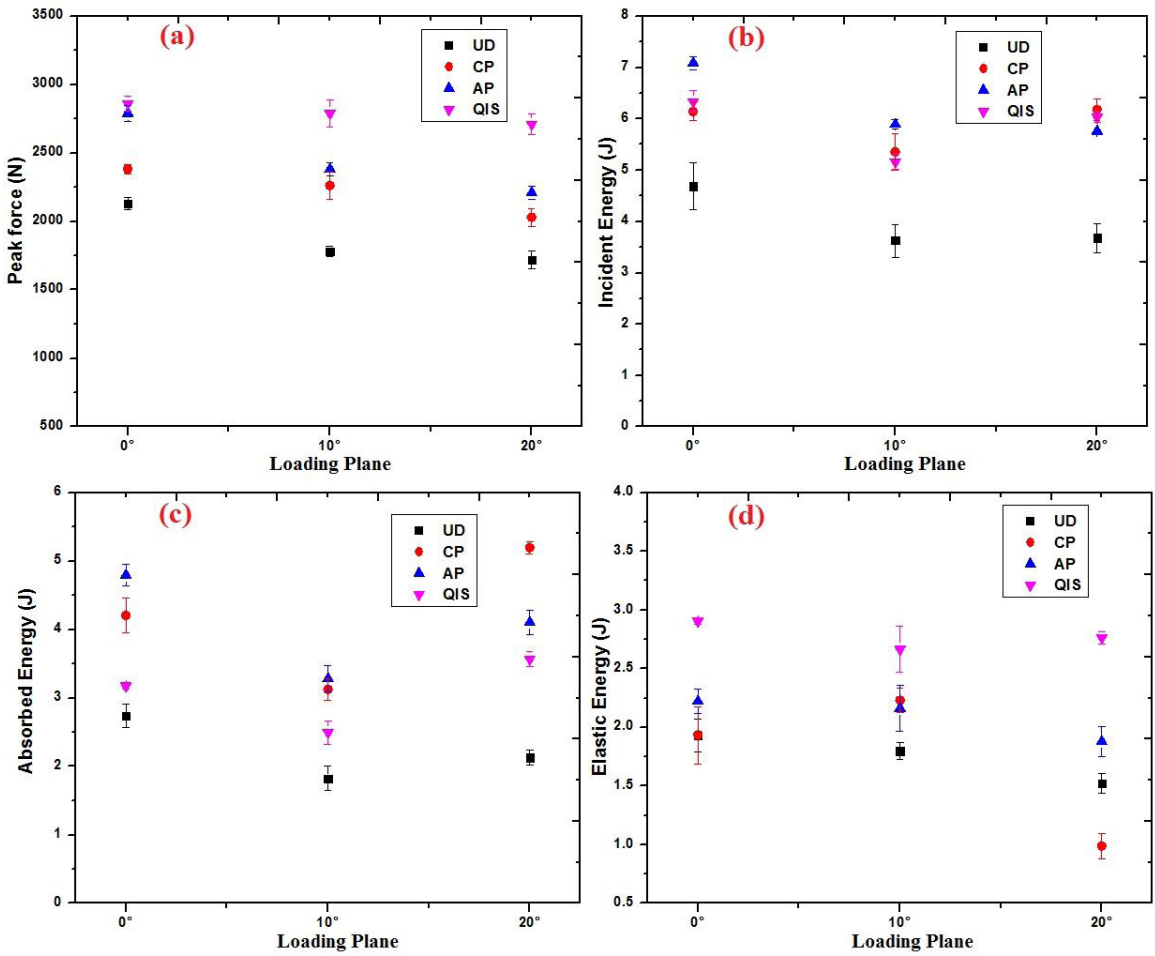 (a)
UD
CP
AP
QIS
3500
3000
2500
2000
1500
1000
500
Peak force (N)
0°
10°
20°
Loading Plane
(b)
UD
CP
AP
QIS
8
7
6
5
4
3
2
1
0
Incident Energy (J)
0°
10°
20°
Loading Plane
(c)
UD
CP
AP
QIS
6
5
4
3
2
1
0
Absorbed Energy (J)
0°
10°
20°
Loading Plane
(d)
UD
CP
AP
QIS
4.0
3.5
3.0
2.5
2.0
1.5
1.0
0.5
Elastic Energy (J)
0°
10°
20°
Loading Plane